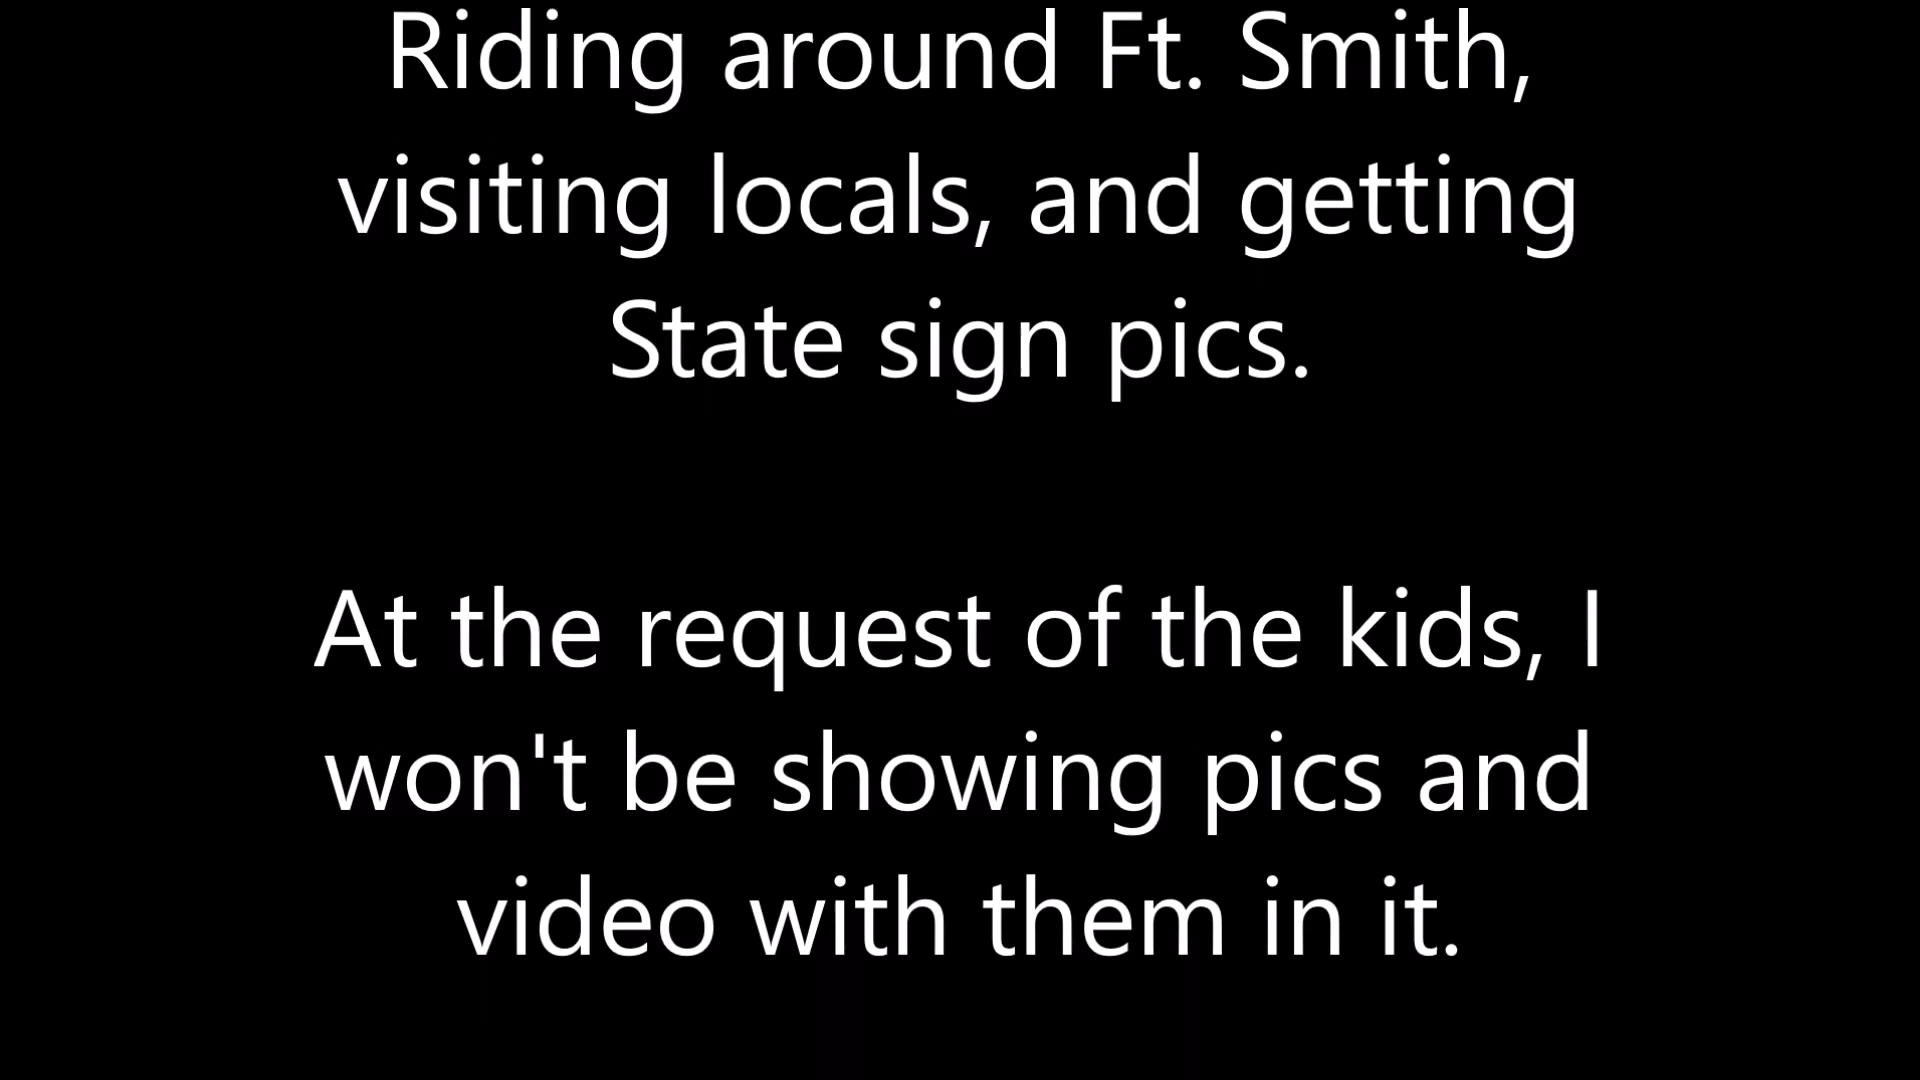 Riding around Ft. Smith,
visiting locals, and getting
State sign pics.
At the request of the kids, I
won't be showing pics and
video with them in it.